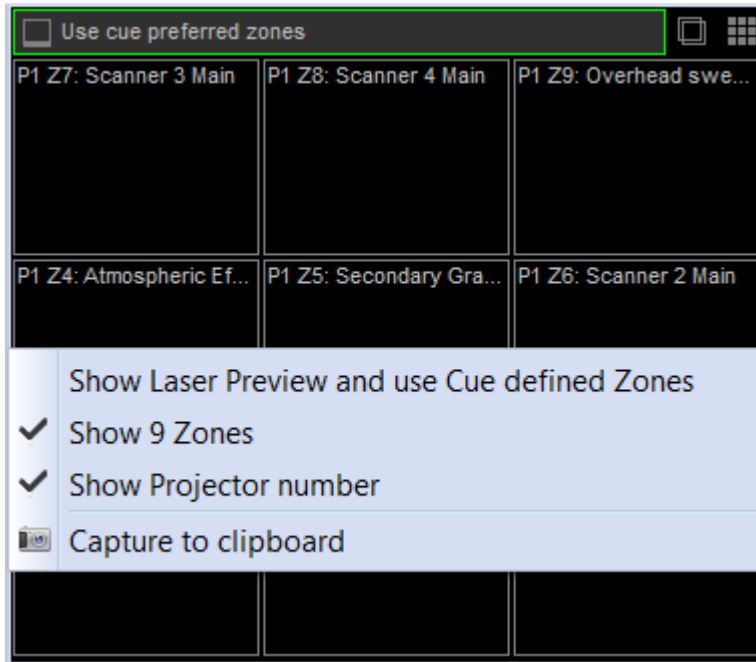 Use cue preferred zones
P1 Z7: Scanner 3 Main
P1 Z8: Scanner 4 Main
P1 Z9: Overhead swe...
P1 Z4: Atmospheric Ef...
P1 Z5: Secondary Gra...
P1 Z6: Scanner 2 Main
Show Laser Preview and use Cue defined Zones
Show 9 Zones
Show Projector number
Capture to clipboard